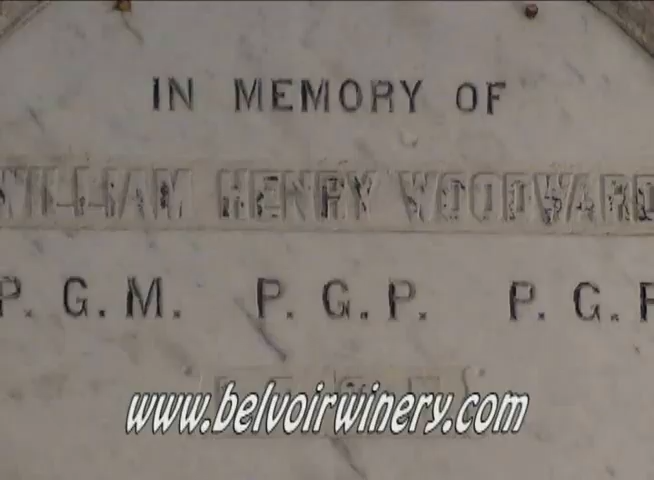 IN MEMORY OF
WILLIAM HENRY WOODWARD
P. G. M. P. G. P. P. G. P
www.belvoirwinery.com